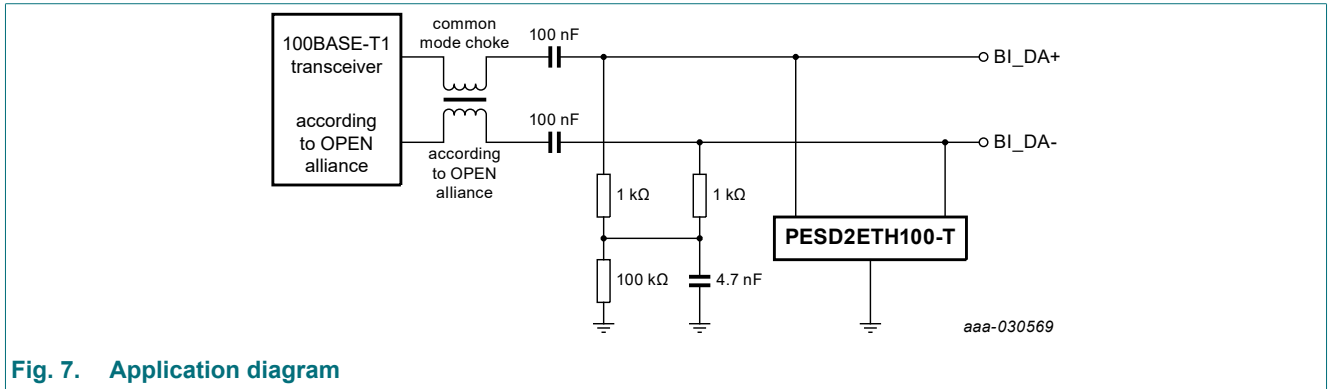 100BASE-T1
transceiver
according
to OPEN
alliance
common
mode choke
according
to OPEN
alliance
100 nF
100 nF
BI_DA+
BI_DA-
1 kΩ
1 kΩ
100 kΩ
4.7 nF
PESD2ETH100-T
aaa-030569
Fig. 7. Application diagram